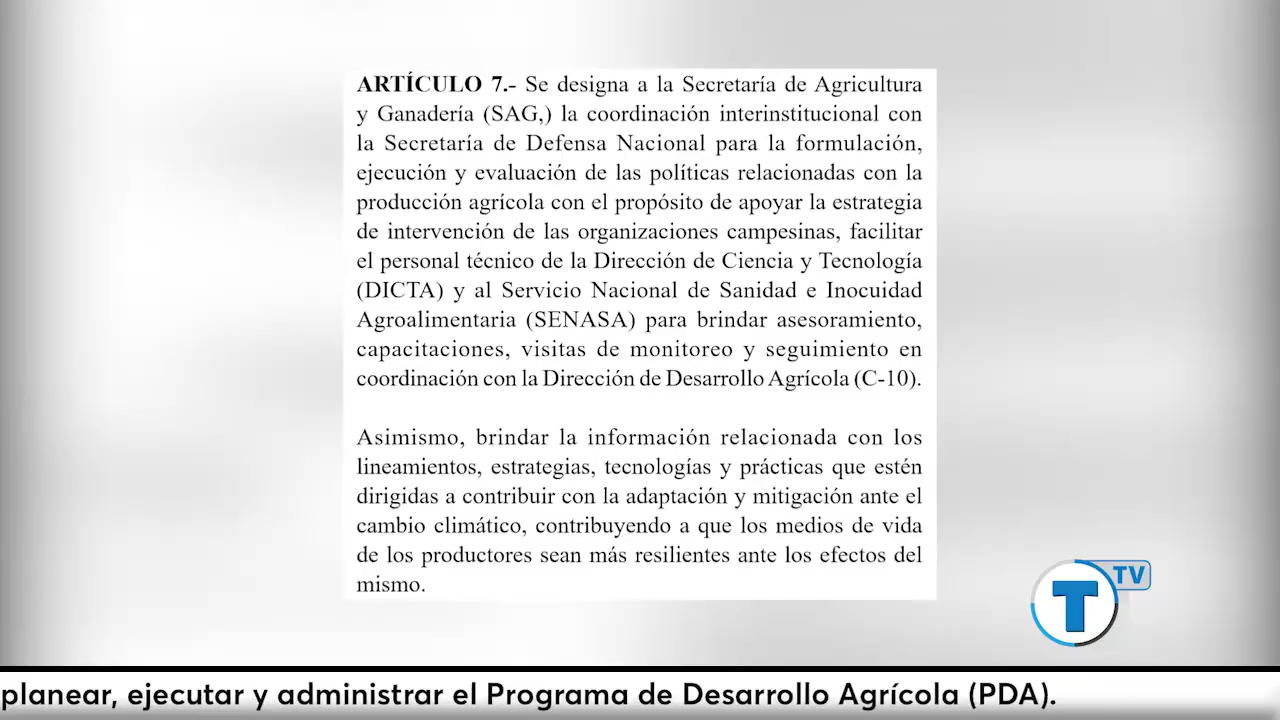 ARTÍCULO 7.- Se designa a la Secretaría de Agricultura
y Ganadería (SAG,) la coordinación interinstitucional con
la Secretaría de Defensa Nacional para la formulación,
ejecución y evaluación de las políticas relacionadas con la
producción agrícola con el propósito de apoyar la estrategia
de intervención de las organizaciones campesinas, facilitar
el personal técnico de la Dirección de Ciencia y Tecnología
(DICTA) y al Servicio Nacional de Sanidad e Inocuidad
Agroalimentaria (SENASA) para brindar asesoramiento,
capacitaciones, visitas de monitoreo y seguimiento en
coordinación con la Dirección de Desarrollo Agrícola (C-10).
Asimismo, brindar la información relacionada con los
lineamientos, estrategias, tecnologías y prácticas que estén
dirigidas a contribuir con la adaptación y mitigación ante el
cambio climático, contribuyendo a que los medios de vida
de los productores sean más resilientes ante los efectos del
mismo.
T TV
planear, ejecutar y administrar el Programa de Desarrollo Agrícola (PDA).